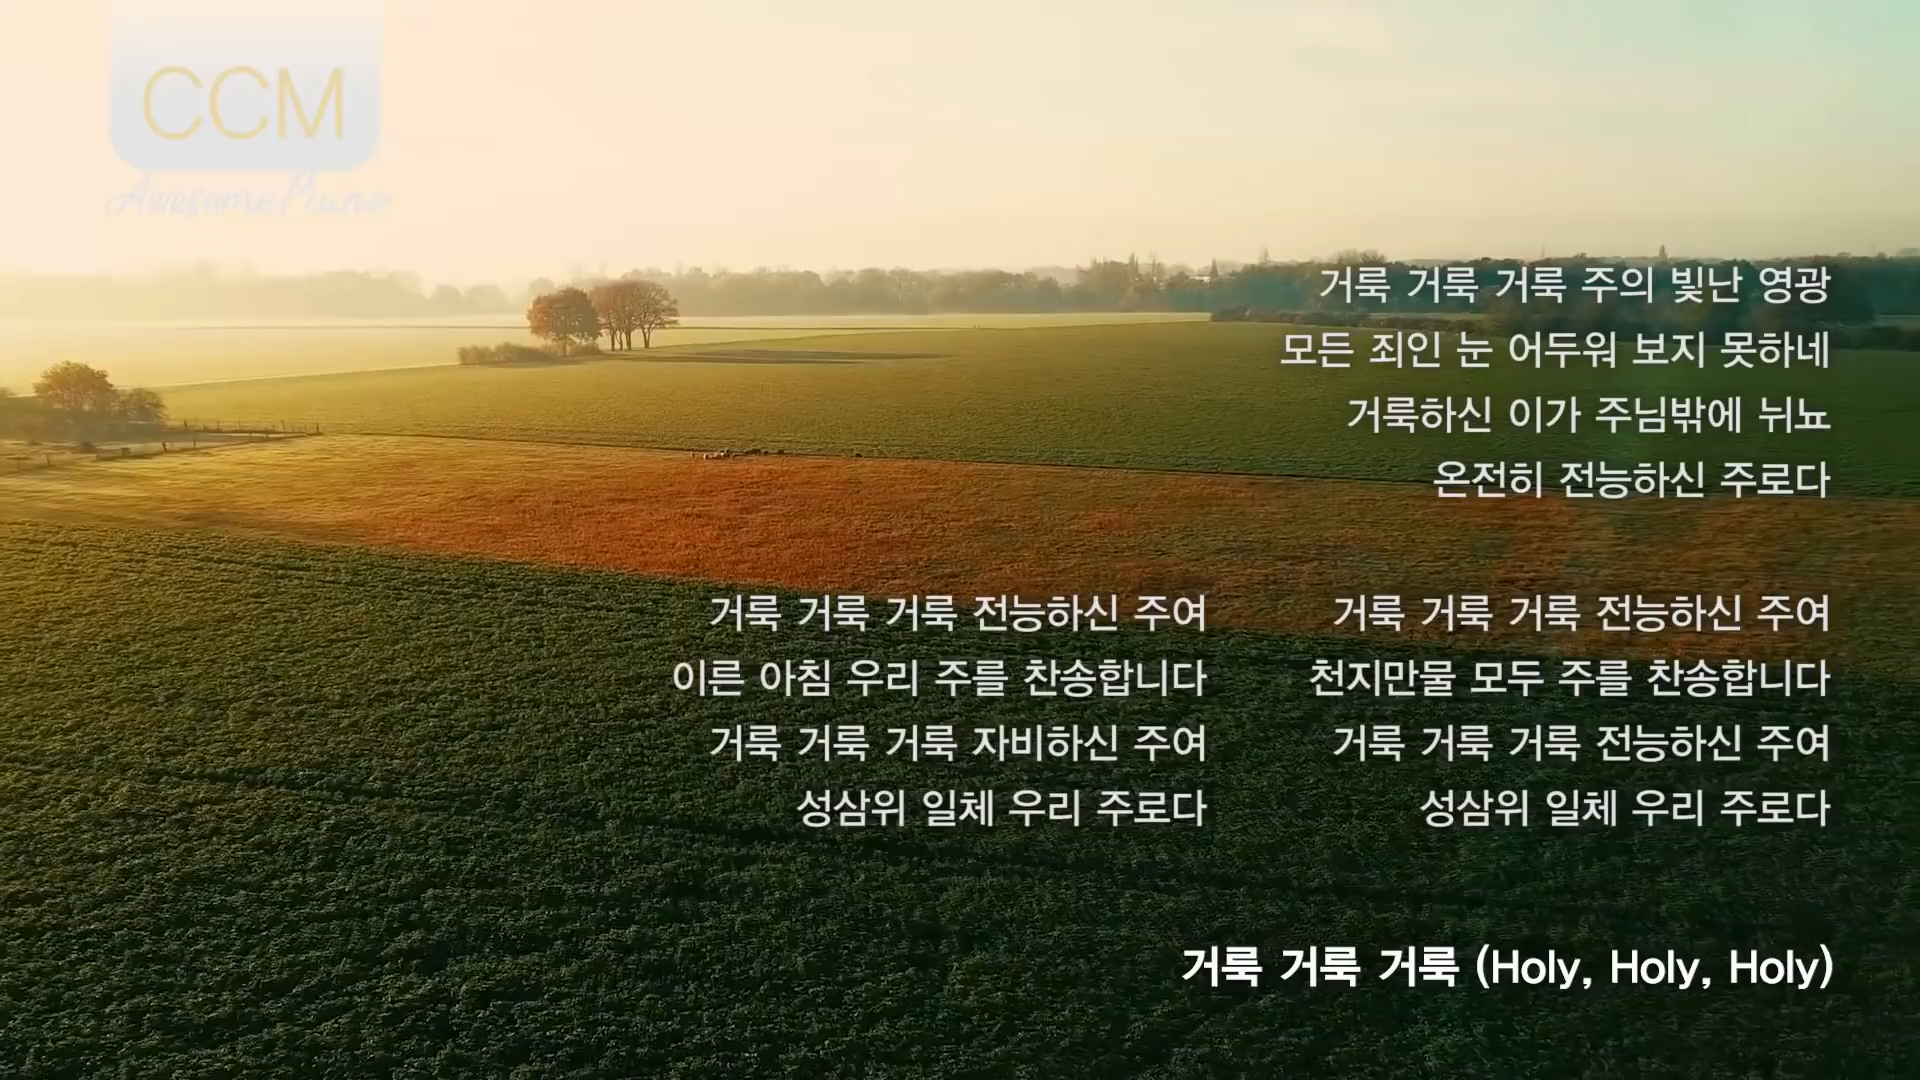 CCM
AwesomePiano
거룩 거룩 거룩 주의 빛난 영광
모든 죄인 눈 어두워 보지 못하네
거룩하신 이가 주님밖에 뉘뇨
온전히 전능하신 주로다
거룩 거룩 거룩 전능하신 주여
이른 아침 우리 주를 찬송합니다
거룩 거룩 거룩 자비하신 주여
성삼위 일체 우리 주로다
거룩 거룩 거룩 전능하신 주여
천지만물 모두 주를 찬송합니다
거룩 거룩 거룩 전능하신 주여
성삼위 일체 우리 주로다
거룩 거룩 거룩 (Holy, Holy, Holy)